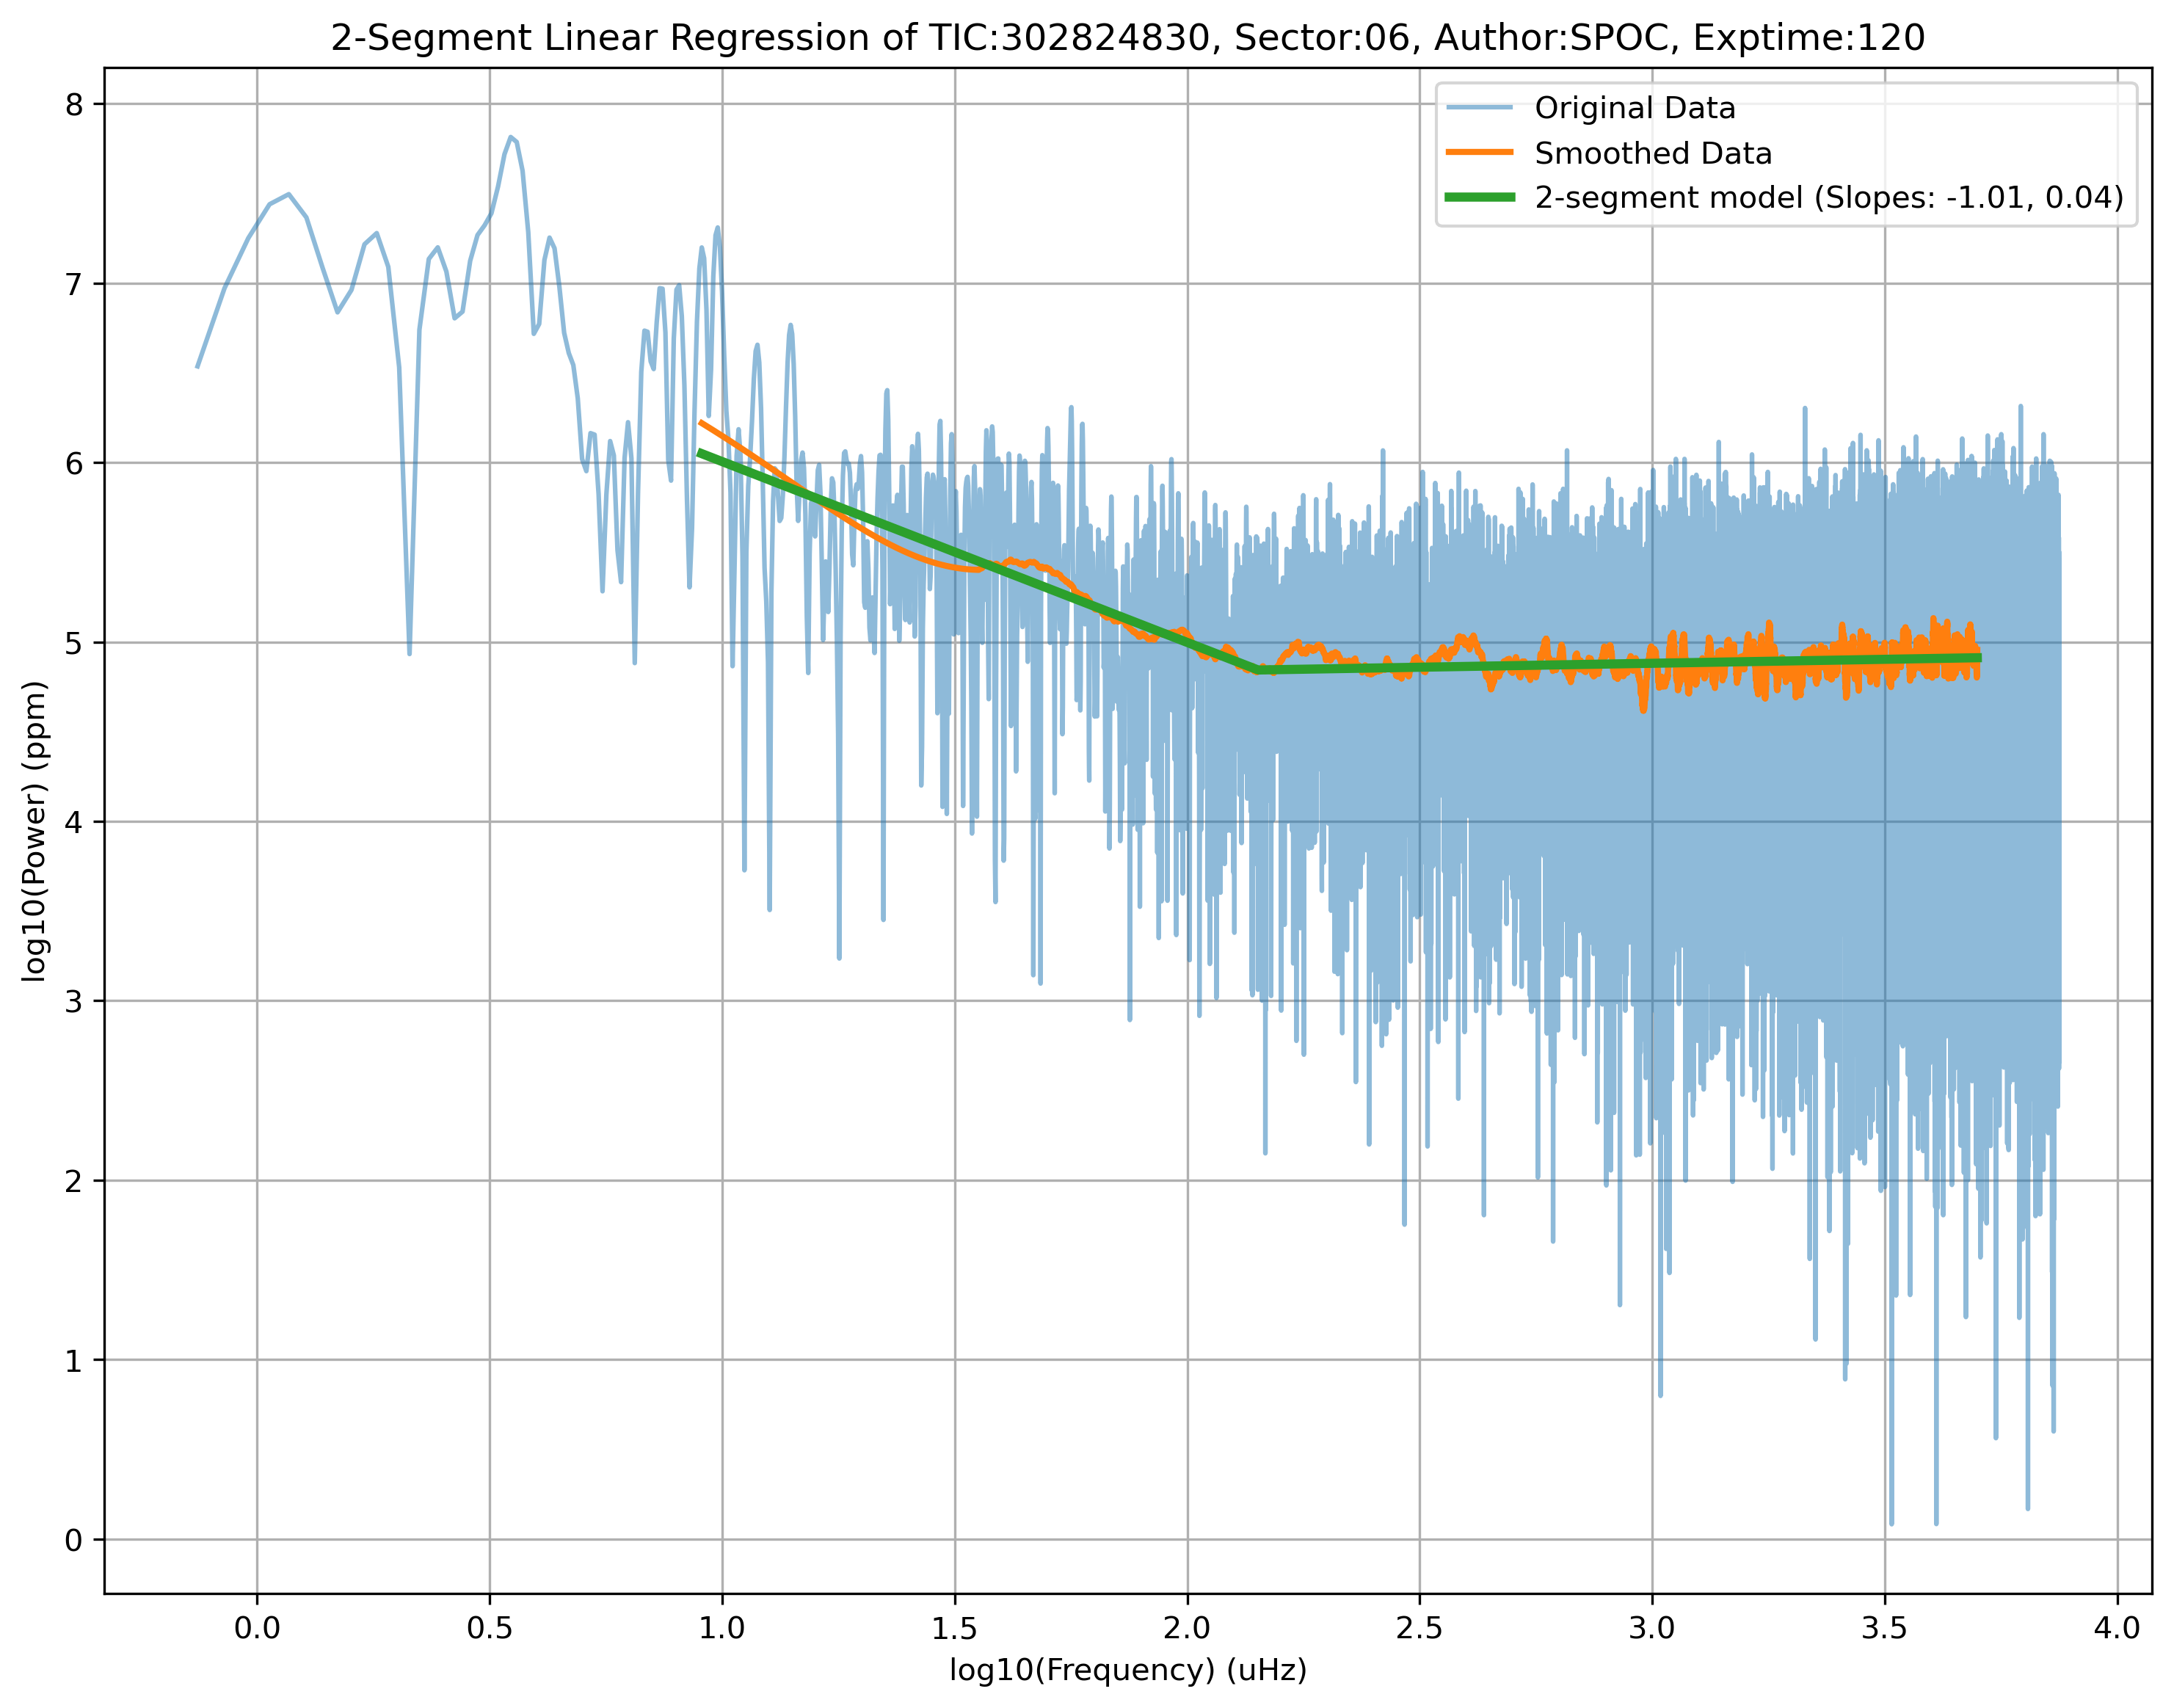 2-Segment Linear Regression of TIC:302824830, Sector:06, Author:SPOC, Exptime:120
Original Data
Smoothed Data
2-segment model (Slopes: -1.01, 0.04)
log10(Power) (ppm)
8
7
6
5
4
3
2
1
0
0.0 0.5 1.0 1.5 2.0 2.5 3.0 3.5 4.0
log10(Frequency) (uHz)